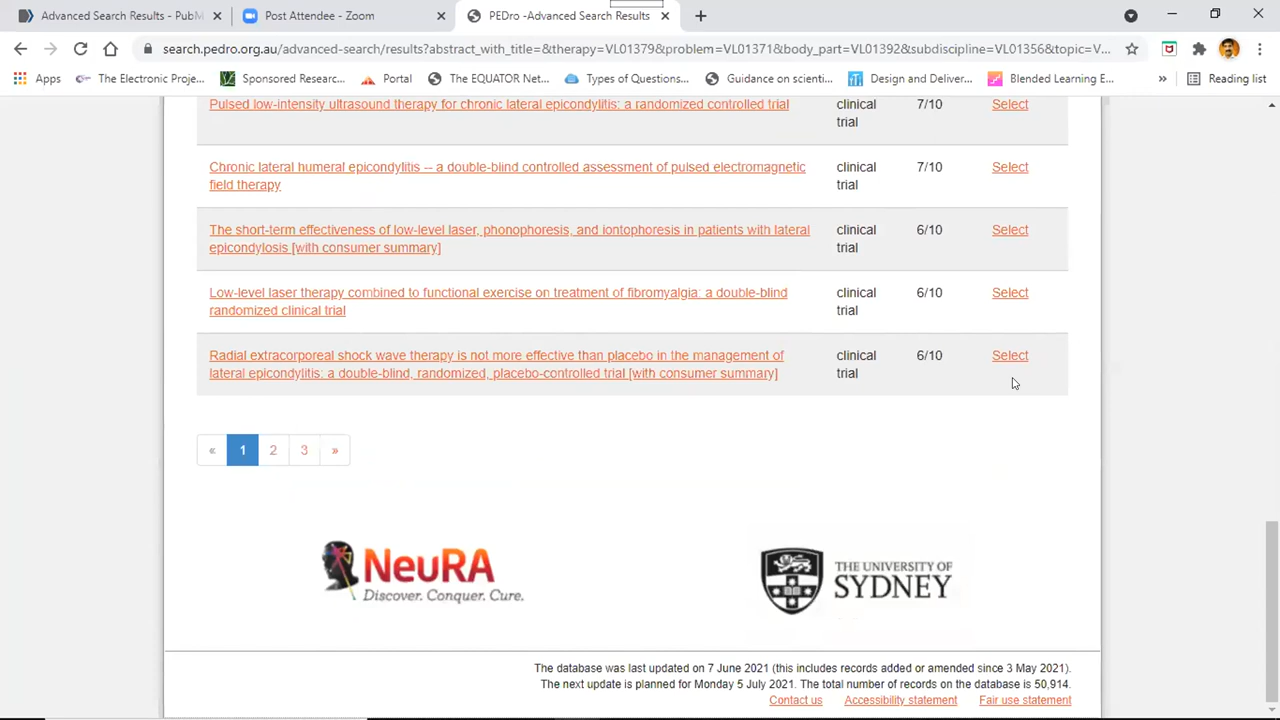 Advanced Search Results - PubM
Post Attendee - Zoom
PEDro -Advanced Search Results
search.pedro.org.au/advanced-search/results?abstract_with_title=&therapy=VL01379&problem=VL01371&body_part=VL01392&subdiscipline=VL01356&topic=V...
Apps
The Electronic Proje...
Sponsored Researc...
Portal
The EQUATOR Net...
Types of Questions...
Guidance on scienti...
Design and Deliver...
Blended Learning E...
»
Reading list
Pulsed low-intensity ultrasound therapy for chronic lateral epicondylitis: a randomized controlled trial
clinical
trial
7/10
Select
Chronic lateral humeral epicondylitis -- a double-blind controlled assessment of pulsed electromagnetic
field therapy
clinical
trial
7/10
Select
The short-term effectiveness of low-level laser, phonophoresis, and iontophoresis in patients with lateral
epicondylosis [with consumer summary]
clinical
trial
6/10
Select
Low-level laser therapy combined to functional exercise on treatment of fibromyalgia: a double-blind
randomized clinical trial
clinical
trial
6/10
Select
Radial extracorporeal shock wave therapy is not more effective than placebo in the management of
lateral epicondylitis: a double-blind, randomized, placebo-controlled trial [with consumer summary]
clinical
trial
6/10
Select
« 1 2 3 »
NeuRA
Discover. Conquer. Cure.
THE UNIVERSITY OF
SYDNEY
The database was last updated on 7 June 2021 (this includes records added or amended since 3 May 2021).
The next update is planned for Monday 5 July 2021. The total number of records on the database is 50,914.
Contact us
Accessibility statement
Fair use statement